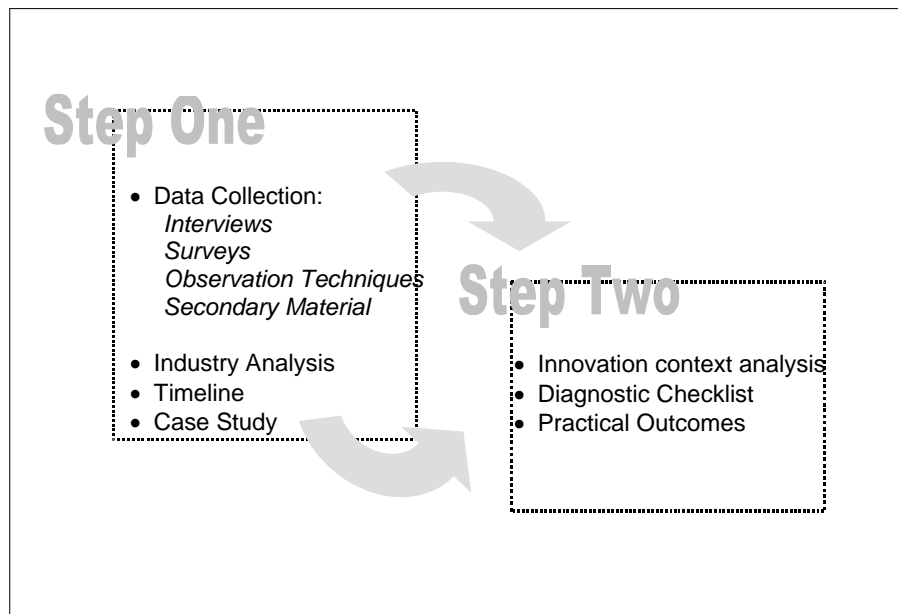 Step One
• Data Collection:
Interviews
Surveys
Observation Techniques
Secondary Material
• Industry Analysis
• Timeline
• Case Study
Step Two
• Innovation context analysis
• Diagnostic Checklist
• Practical Outcomes